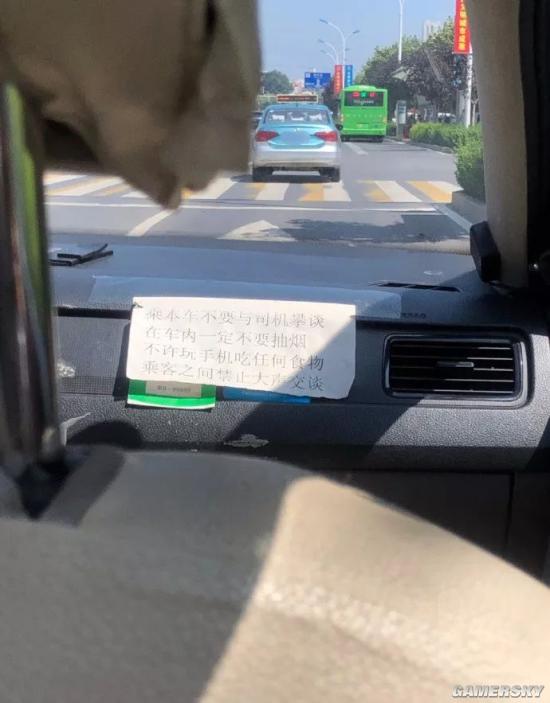 乘本车不要与司机攀谈
在车内一定不要抽烟
不许玩手机吃任何食物
乘客之间禁止大声交谈
GAMERSKY